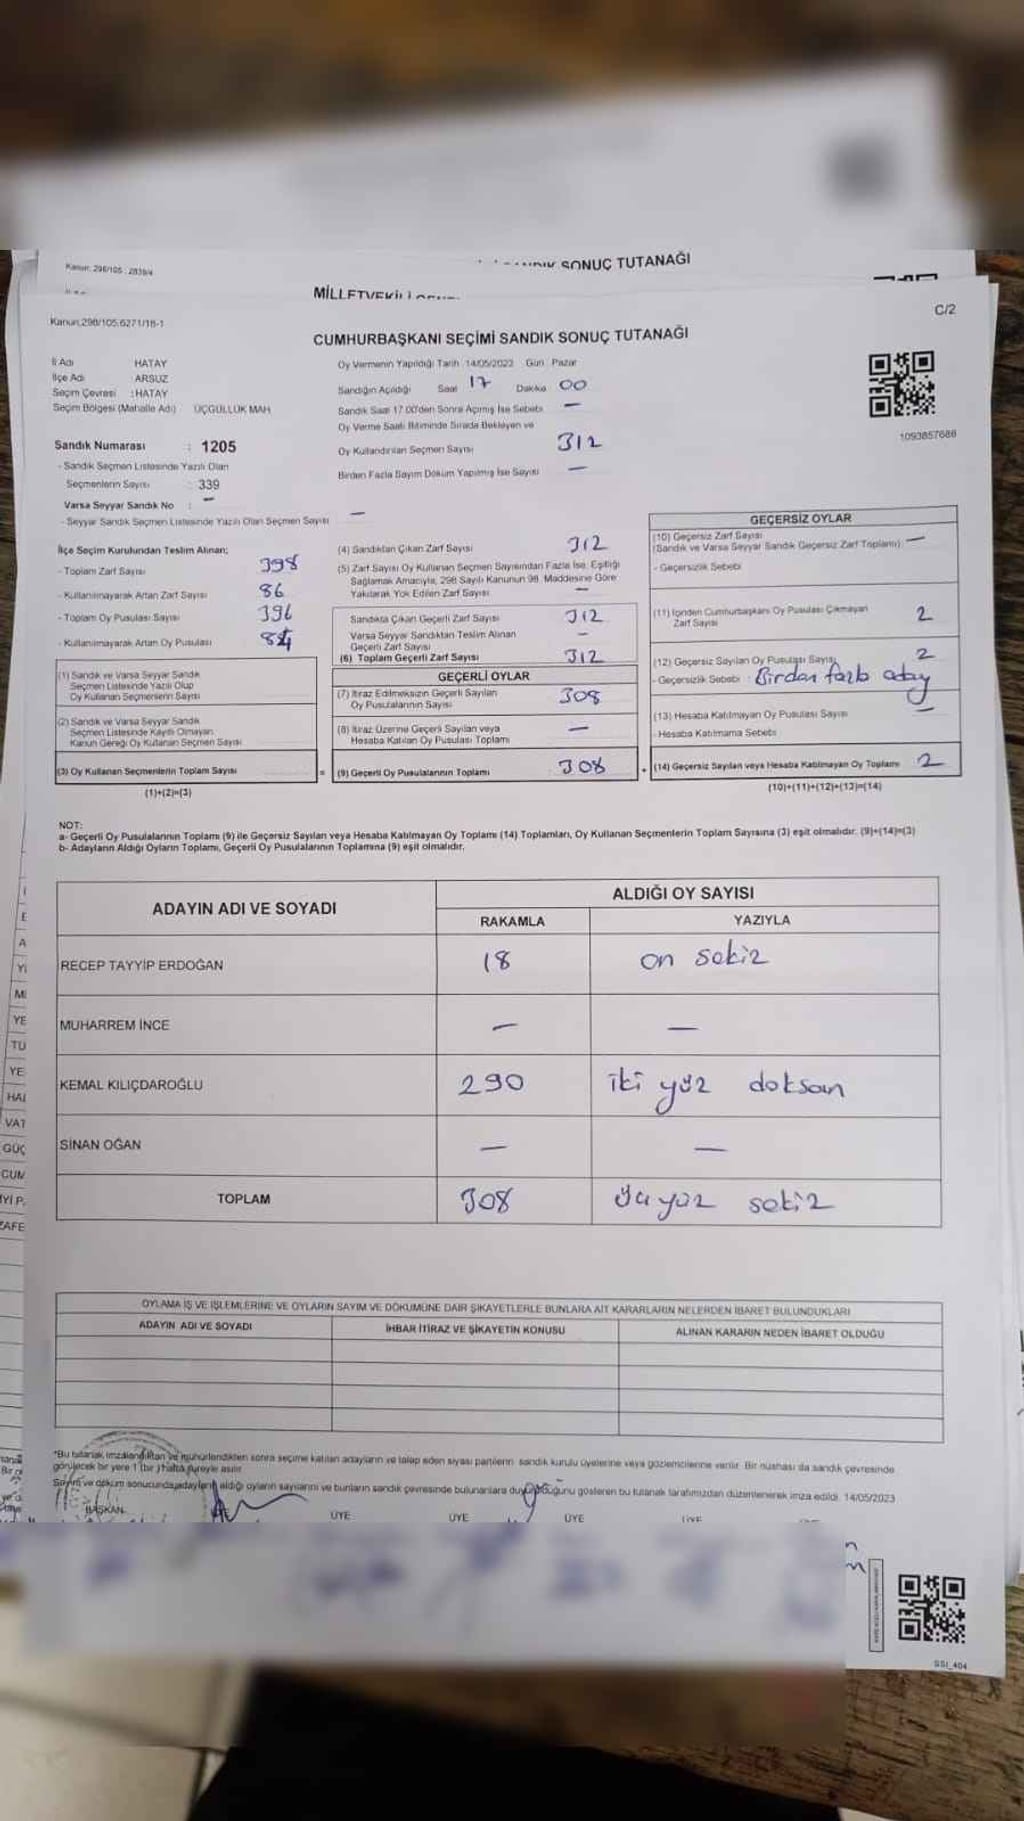 Kanun: 298/105 : 2839/4
SONUÇ TUTANAĞI
C/2
Kanun;298/105;6271/18-1
CUMHURBAŞKANI SEÇİMİ SANDIK SONUÇ TUTANAĞI
İl Adı HATAY
İlçe Adı ARSUZ
Seçim Çevresi : HATAY
Seçim Bölgesi (Mahalle Adı) ÜÇGÜLLÜK MAH
Sandık Numarası : 1205
- Sandık Seçmen Listesinde Yazılı Olan
Seçmenlerin Sayısı : 339
Varsa Seyyar Sandık No : —
- Seyyar Sandık Seçmen Listesinde Yazılı Olan Seçmen Sayısı —
Oy Vermenin Yapıldığı Tarih 14/05/2023 Gün Pazar
Sandığın Açıldığı Saat 17 Dakika 00
Sandık Saat 17.00'den Sonra Açılmış İse Sebebi —
Oy Verme Saati Bitiminde Sırada Bekleyen ve
Oy Kullandırılan Seçmen Sayısı 312
Birden Fazla Sayım Döküm Yapılmış İse Sayısı —
1093857686
İlçe Seçim Kurulundan Teslim Alınan;
- Toplam Zarf Sayısı 398
- Kullanılmayarak Artan Zarf Sayısı 86
- Toplam Oy Pusulası Sayısı 396
- Kullanılmayarak Artan Oy Pusulası
(1) Sandık ve Varsa Seyyar Sandık
Seçmen Listesinde Yazılı Olup
Oy Kullanan Seçmenlerin Sayısı
(2) Sandık ve Varsa Seyyar Sandık
Seçmen Listesinde Kayıtlı Olmayan
Kanun Gereği Oy Kullanan Seçmen Sayısı
(3) Oy Kullanan Seçmenlerin Toplam Sayısı
(1)+(2)=(3)
(4) Sandıktan Çıkan Zarf Sayısı 312
(5) Zarf Sayısı Oy Kullanan Seçmen Sayısından Fazla İse, Eşitliği
Sağlamak Amacıyla, 298 Sayılı Kanunun 98. Maddesine Göre
Yakılarak Yok Edilen Zarf Sayısı —
Sandıkta Çıkan Geçerli Zarf Sayısı 312
Varsa Seyyar Sandıktan Teslim Alınan
Geçerli Zarf Sayısı —
(6) Toplam Geçerli Zarf Sayısı 312
GEÇERLİ OYLAR
(7) İtiraz Edilmeksizin Geçerli Sayılan
Oy Pusulalarının Sayısı 308
(8) İtiraz Üzerine Geçerli Sayılan veya
Hesaba Katılan Oy Pusulası Toplamı —
= (9) Geçerli Oy Pusulalarının Toplamı 308
GEÇERSİZ OYLAR
(10) Geçersiz Zarf Sayısı
(Sandık ve Varsa Seyyar Sandık Geçersiz Zarf Toplamı) —
- Geçersizlik Sebebi
(11) İçinden Cumhurbaşkanı Oy Pusulası Çıkmayan
Zarf Sayısı 2
(12) Geçersiz Sayılan Oy Pusulası Sayısı 2
- Geçersizlik Sebebi : Birden fazla aday
(13) Hesaba Katılmayan Oy Pusulası Sayısı —
- Hesaba Katılmama Sebebi
+ (14) Geçersiz Sayılan veya Hesaba Katılmayan Oy Toplamı 2
(10)+(11)+(12)+(13)=(14)
NOT:
a- Geçerli Oy Pusulalarının Toplamı (9) ile Geçersiz Sayılan veya Hesaba Katılmayan Oy Toplamı (14) Toplamları, Oy Kullanan Seçmenlerin Toplam Sayısına (3) eşit olmalıdır. (9)+(14)=(3)
b- Adayların Aldığı Oyların Toplamı, Geçerli Oy Pusulalarının Toplamına (9) eşit olmalıdır.
ADAYIN ADI VE SOYADI ALDIĞI OY SAYISI
RAKAMLA YAZIYLA
RECEP TAYYİP ERDOĞAN 18 on sekiz
MUHARREM İNCE — —
KEMAL KILIÇDAROĞLU 290 iki yüz doksan
SİNAN OĞAN — —
TOPLAM 308 üçyüz sekiz
OYLAMA İŞ VE İŞLEMLERİNE VE OYLARIN SAYIM VE DÖKÜMÜNE DAİR ŞİKAYETLERLE BUNLARA AİT KARARLARIN NELERDEN İBARET BULUNDUKLARI
ADAYIN ADI VE SOYADI İHBAR İTİRAZ VE ŞİKAYETİN KONUSU ALINAN KARARIN NEDEN İBARET OLDUĞU
*Bu tutanak, imzalandıktan ve mühürlendikten sonra seçime katılan adayların ve talep eden siyasi partilerin sandık kurulu üyelerine veya gözlemcilerine verilir. Bir nüshası da sandık çevresinde
görülecek bir yere 1 (bir ) hafta süreyle asılır.
Sayım ve döküm sonucunda adayların aldığı oyların sayılarını ve bunların sandık çevresinde bulunanlara duyurulduğunu gösteren bu tutanak tarafımızdan düzenlenerek imza edildi. 14/05/2023
BAŞKAN ÜYE ÜYE ÜYE ÜYE